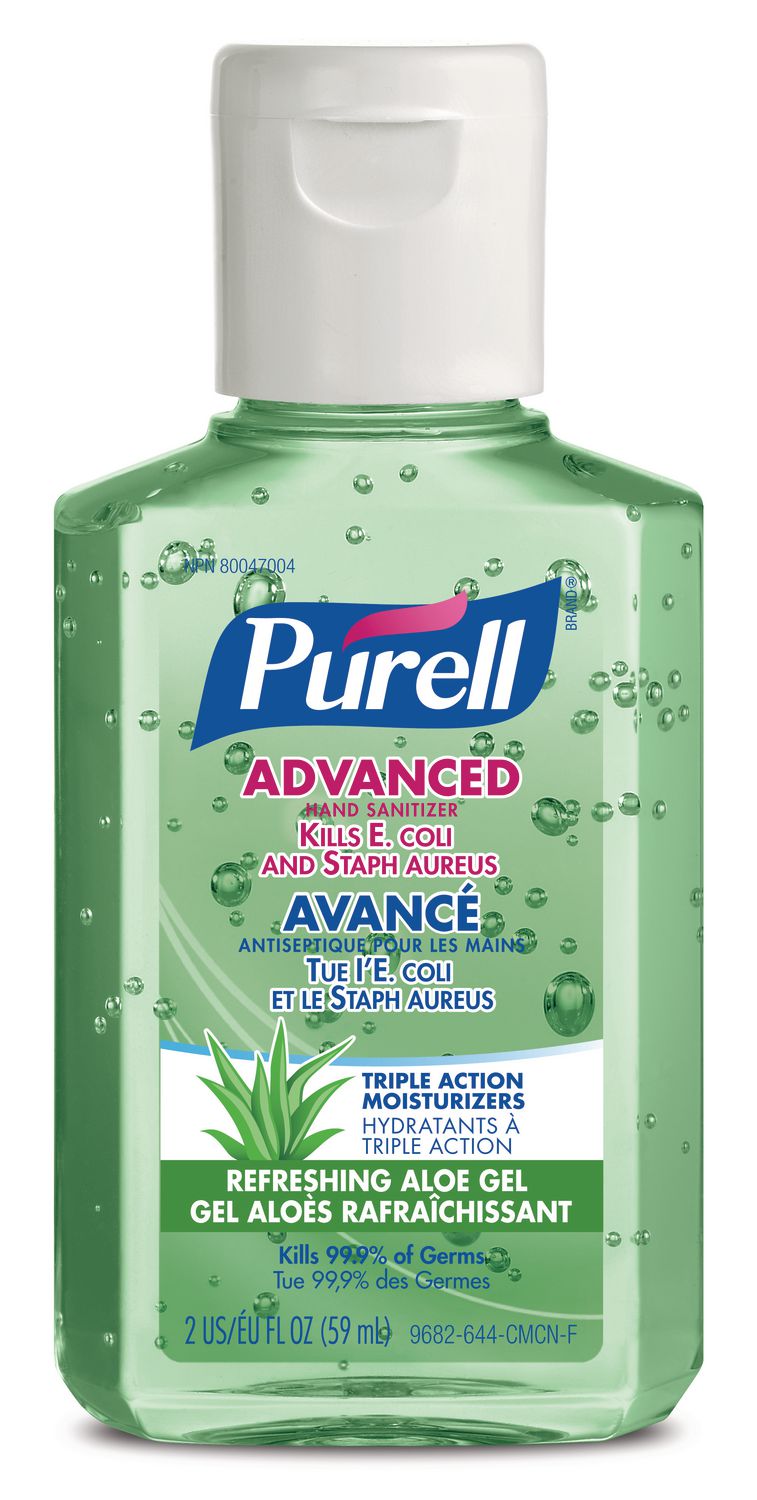 NPN 80047004
Purell
BRAND®
ADVANCED
HAND SANITIZER
KILLS E. COLI
AND STAPH AUREUS
AVANCÉ
ANTISEPTIQUE POUR LES MAINS
TUE l'E. COLI
ET LE STAPH AUREUS
TRIPLE ACTION
MOISTURIZERS
HYDRATANTS À
TRIPLE ACTION
REFRESHING ALOE GEL
GEL ALOÈS RAFRAÎCHISSANT
Kills 99.9% of Germs
Tue 99,9% des Germes
2 US/ÉU FL OZ (59 mL) 9682-644-CMCN-F